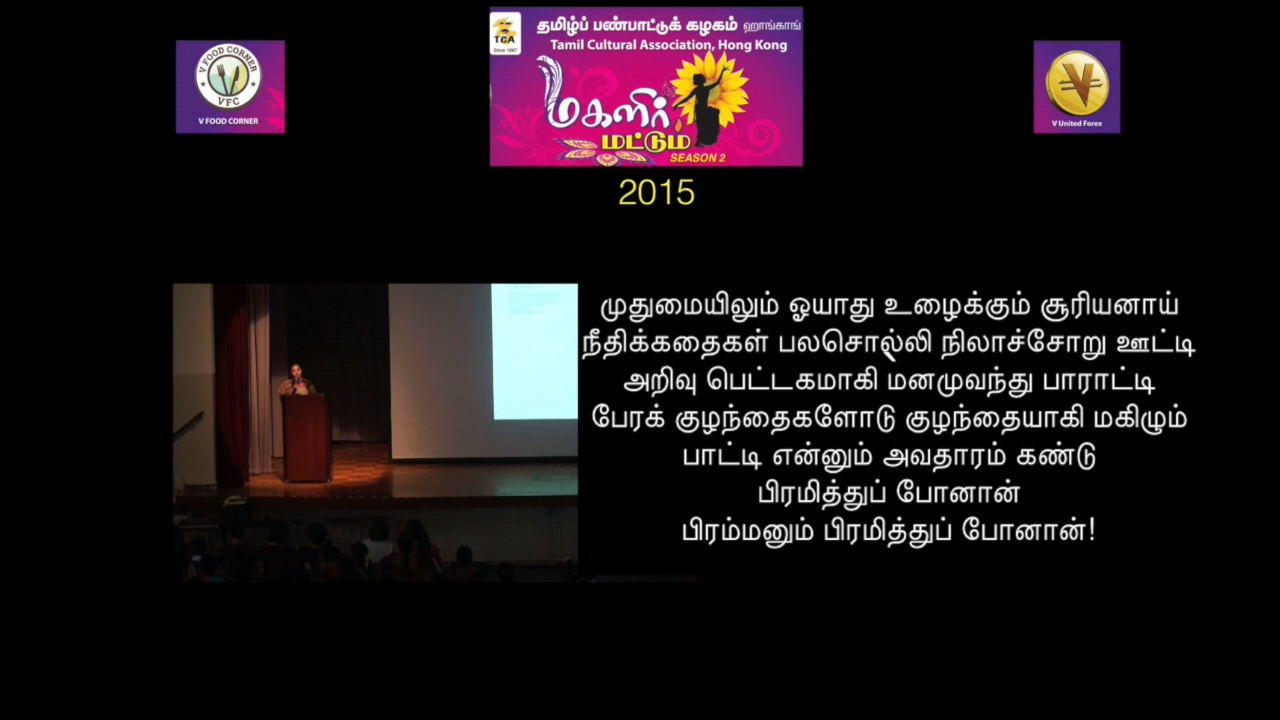 தமிழ்ப் பண்பாட்டுக் கழகம் ஹாங்காங்
TCA
Since 1967
Tamil Cultural Association, Hong Kong
மகளிர்
மட்டும்
SEASON 2
2015
V FOOD CORNER
VFC
V FOOD CORNER
V United Forex
முதுமையிலும் ஓயாது உழைக்கும் சூரியனாய்
நீதிக்கதைகள் பலசொல்லி நிலாச்சோறு ஊட்டி
அறிவு பெட்டகமாகி மனமுவந்து பாராட்டி
பேரக் குழந்தைகளோடு குழந்தையாகி மகிழும்
பாட்டி என்னும் அவதாரம் கண்டு
பிரமித்துப் போனான்
பிரம்மனும் பிரமித்துப் போனான்!